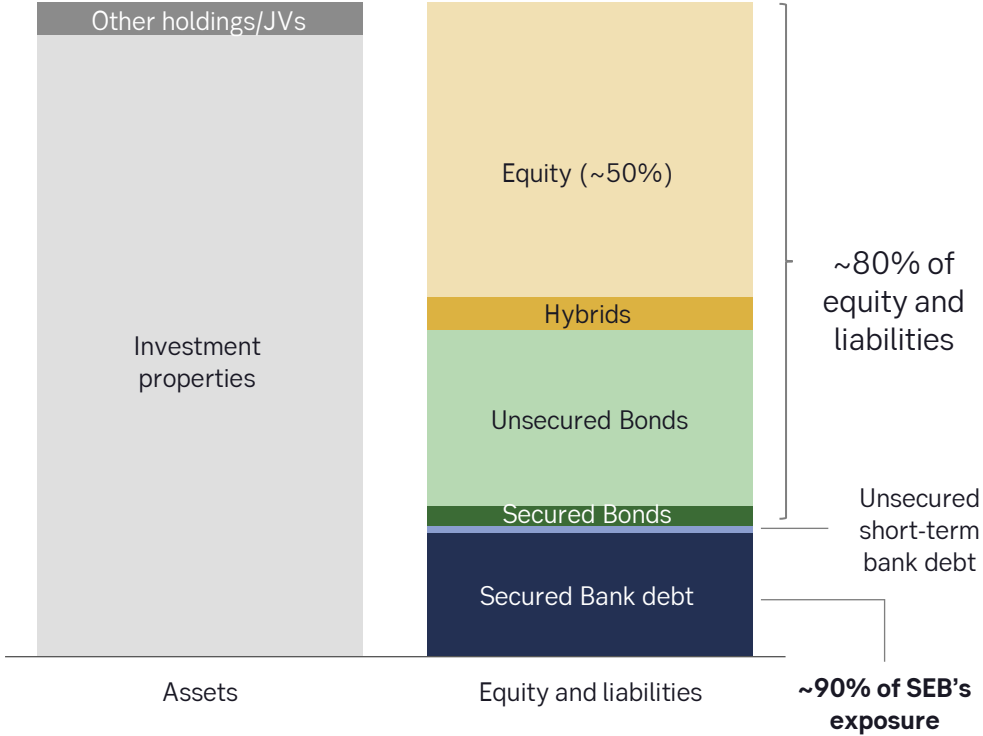 Other holdings/JVs
Investment
properties
Equity (~50%)
Hybrids
Unsecured Bonds
Secured Bonds
Secured Bank debt
~80% of
equity and
liabilities
Unsecured
short-term
bank debt
Assets
Equity and liabilities
~90% of SEB’s
exposure